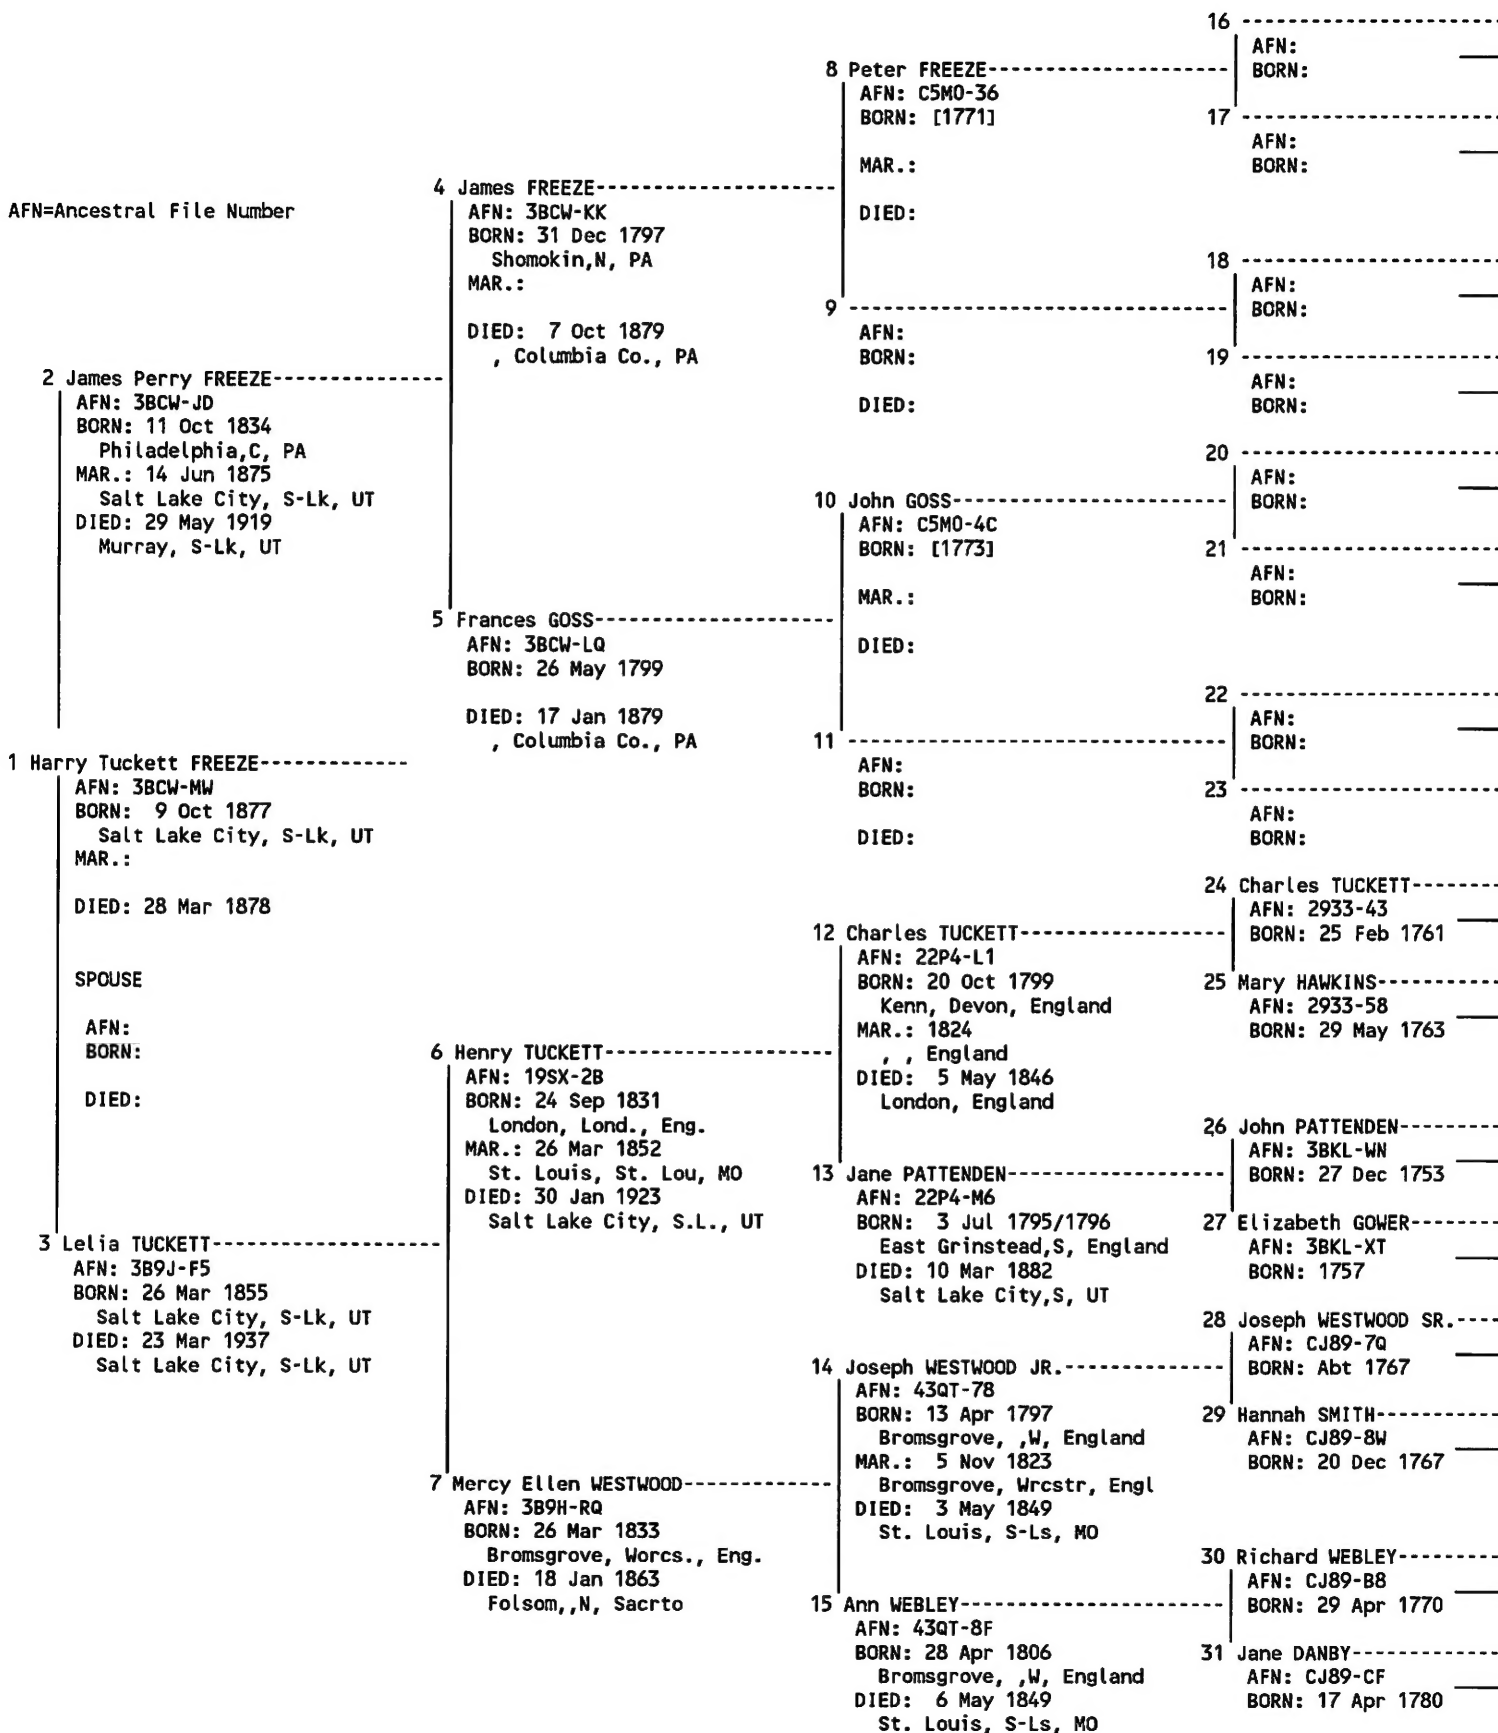 AFN=Ancestral File Number
1 Harry Tuckett FREEZE-------------
AFN: 3BCW-MW
BORN:  9 Oct 1877
Salt Lake City, S-Lk, UT
MAR.:
DIED: 28 Mar 1878
SPOUSE
AFN:
BORN:
DIED:
2 James Perry FREEZE---------------
AFN: 3BCW-JD
BORN: 11 Oct 1834
Philadelphia,C, PA
MAR.: 14 Jun 1875
Salt Lake City, S-Lk, UT
DIED: 29 May 1919
Murray, S-Lk, UT
3 Lelia TUCKETT--------------------
AFN: 3B9J-F5
BORN: 26 Mar 1855
Salt Lake City, S-Lk, UT
DIED: 23 Mar 1937
Salt Lake City, S-Lk, UT
4 James FREEZE---------------------
AFN: 3BCW-KK
BORN: 31 Dec 1797
Shomokin,N, PA
MAR.:
DIED:  7 Oct 1879
, Columbia Co., PA
5 Frances GOSS---------------------
AFN: 3BCW-LQ
BORN: 26 May 1799
DIED: 17 Jan 1879
, Columbia Co., PA
6 Henry TUCKETT--------------------
AFN: 19SX-2B
BORN: 24 Sep 1831
London, Lond., Eng.
MAR.: 26 Mar 1852
St. Louis, St. Lou, MO
DIED: 30 Jan 1923
Salt Lake City, S.L., UT
7 Mercy Ellen WESTWOOD-------------
AFN: 3B9H-RQ
BORN: 26 Mar 1833
Bromsgrove, Worcs., Eng.
DIED: 18 Jan 1863
Folsom,,N, Sacrto
8 Peter FREEZE---------------------
AFN: C5M0-36
BORN: [1771]
MAR.:
DIED:
9 ---------------------------------
AFN:
BORN:
DIED:
10 John GOSS------------------------
AFN: C5M0-4C
BORN: [1773]
MAR.:
DIED:
11 ---------------------------------
AFN:
BORN:
DIED:
12 Charles TUCKETT------------------
AFN: 22P4-L1
BORN: 20 Oct 1799
Kenn, Devon, England
MAR.: 1824
, , England
DIED:  5 May 1846
London, England
13 Jane PATTENDEN-------------------
AFN: 22P4-M6
BORN:  3 Jul 1795/1796
East Grinstead,S, England
DIED: 10 Mar 1882
Salt Lake City,S, UT
14 Joseph WESTWOOD JR.--------------
AFN: 43QT-78
BORN: 13 Apr 1797
Bromsgrove, ,W, England
MAR.:  5 Nov 1823
Bromsgrove, Wrcstr, Engl
DIED:  3 May 1849
St. Louis, S-Ls, MO
15 Ann WEBLEY-----------------------
AFN: 43QT-8F
BORN: 28 Apr 1806
Bromsgrove, ,W, England
DIED:  6 May 1849
St. Louis, S-Ls, MO
16 ----------------------
AFN:
BORN:
17 ----------------------
AFN:
BORN:
18 ----------------------
AFN:
BORN:
19 ----------------------
AFN:
BORN:
20 ----------------------
AFN:
BORN:
21 ----------------------
AFN:
BORN:
22 ----------------------
AFN:
BORN:
23 ----------------------
AFN:
BORN:
24 Charles TUCKETT-------
AFN: 2933-43
BORN: 25 Feb 1761
25 Mary HAWKINS----------
AFN: 2933-58
BORN: 29 May 1763
26 John PATTENDEN--------
AFN: 3BKL-WN
BORN: 27 Dec 1753
27 Elizabeth GOWER-------
AFN: 3BKL-XT
BORN: 1757
28 Joseph WESTWOOD SR.----
AFN: CJ89-7Q
BORN: Abt 1767
29 Hannah SMITH----------
AFN: CJ89-8W
BORN: 20 Dec 1767
30 Richard WEBLEY--------
AFN: CJ89-B8
BORN: 29 Apr 1770
31 Jane DANBY------------
AFN: CJ89-CF
BORN: 17 Apr 1780